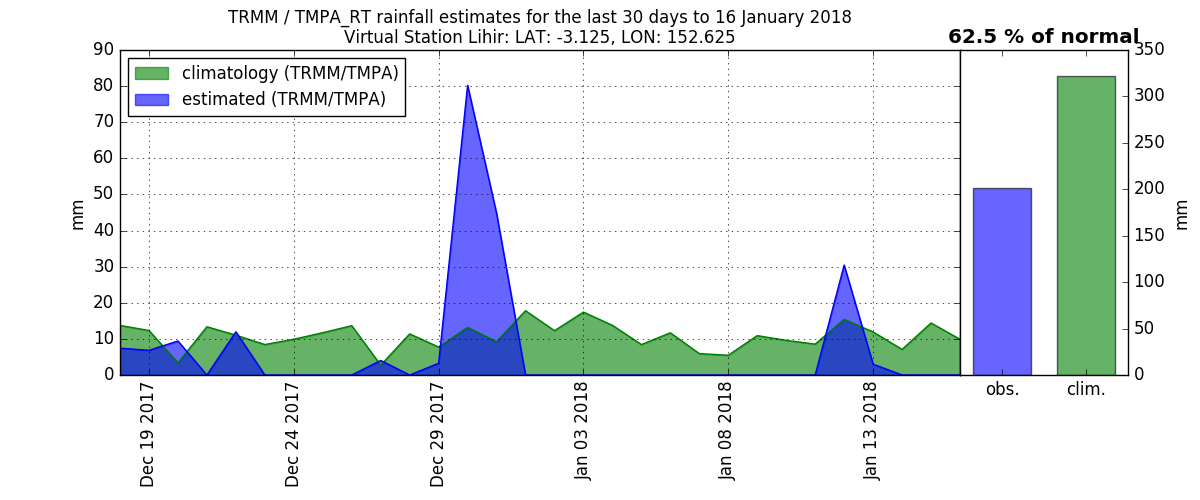 TRMM / TMPA_RT rainfall estimates for the last 30 days to 16 January 2018
Virtual Station Lihir: LAT: -3.125, LON: 152.625
62.5 % of normal
climatology (TRMM/TMPA)
estimated (TRMM/TMPA)
90
80
70
60
50
40
30
20
10
0
mm
Dec 19 2017
Dec 24 2017
Dec 29 2017
Jan 03 2018
Jan 08 2018
Jan 13 2018
obs.
clim.
350
300
250
200
150
100
50
0
mm